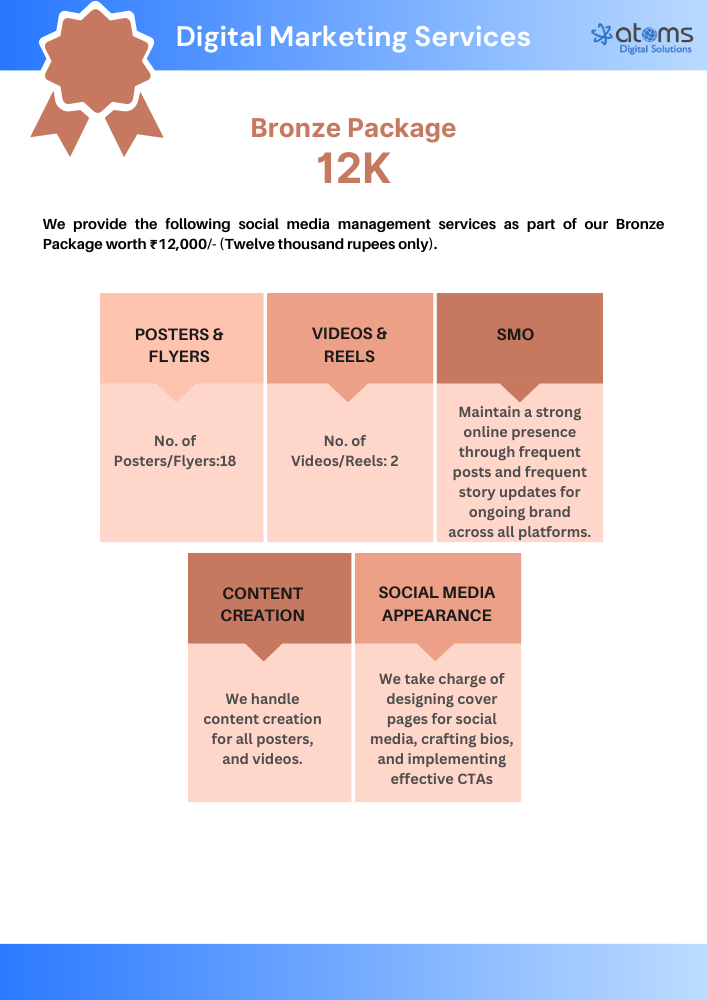 Digital Marketing Services
atoms
Digital Solutions
Bronze Package
12K
We provide the following social media management services as part of our Bronze
Package worth ₹12,000/- (Twelve thousand rupees only).
POSTERS &
FLYERS
No. of
Posters/Flyers:18
VIDEOS &
REELS
No. of
Videos/Reels: 2
SMO
Maintain a strong
online presence
through frequent
posts and frequent
story updates for
ongoing brand
across all platforms.
CONTENT
CREATION
We handle
content creation
for all posters,
and videos.
SOCIAL MEDIA
APPEARANCE
We take charge of
designing cover
pages for social
media, crafting bios,
and implementing
effective CTAs